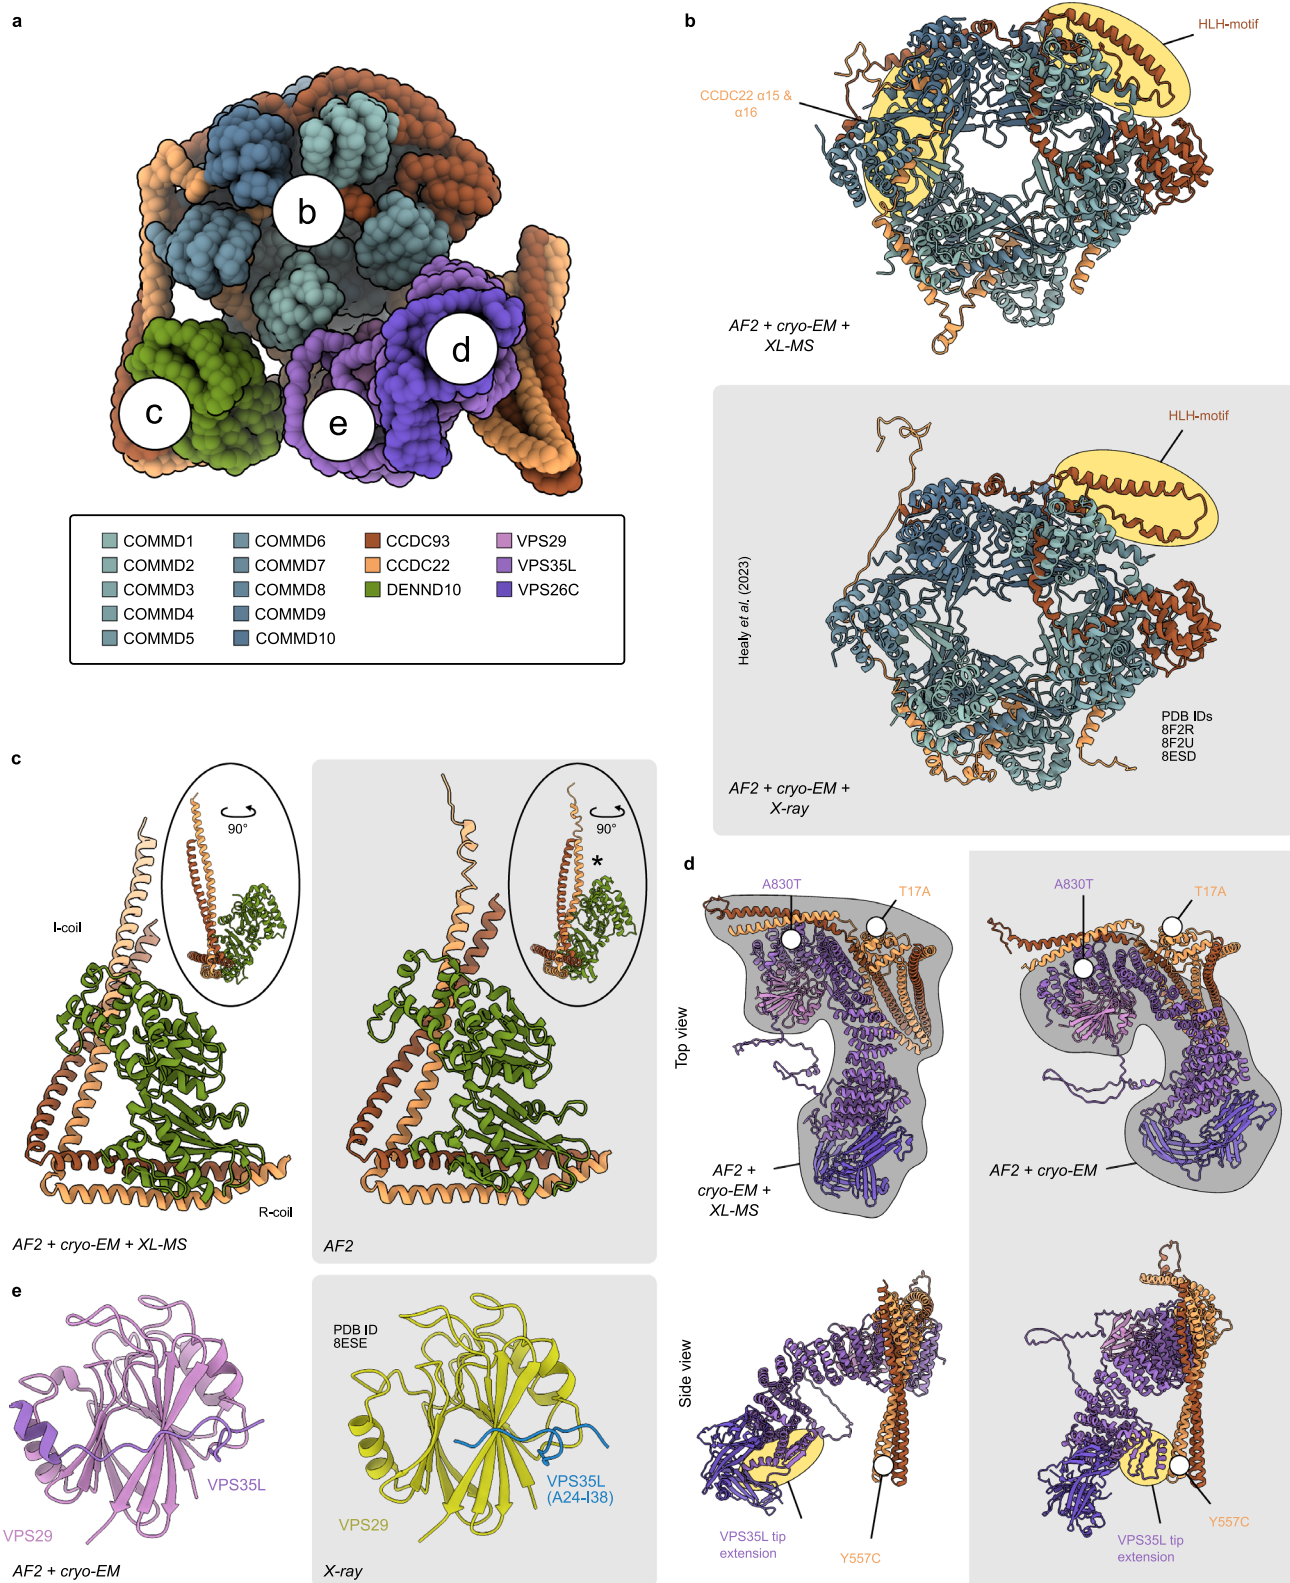 a
b
d
c
e
COMMD1
COMMD2
COMMD3
COMMD4
COMMD5
COMMD6
COMMD7
COMMD8
COMMD9
COMMD10
CCDC93
CCDC22
DENND10
VPS29
VPS35L
VPS26C
b
HLH-motif
CCDC22 α15 &
α16
AF2 + cryo-EM +
XL-MS
HLH-motif
Healy et al. (2023)
PDB IDs
8F2R
8F2U
8ESD
AF2 + cryo-EM +
X-ray
c
90°
I-coil
R-coil
AF2 + cryo-EM + XL-MS
90°
*
AF2
d
A830T
T17A
Top view
AF2 +
cryo-EM +
XL-MS
A830T
T17A
AF2 + cryo-EM
Side view
VPS35L tip
extension
Y557C
VPS35L tip
extension
Y557C
e
VPS35L
VPS29
AF2 + cryo-EM
PDB ID
8ESE
VPS35L
(A24-I38)
VPS29
X-ray